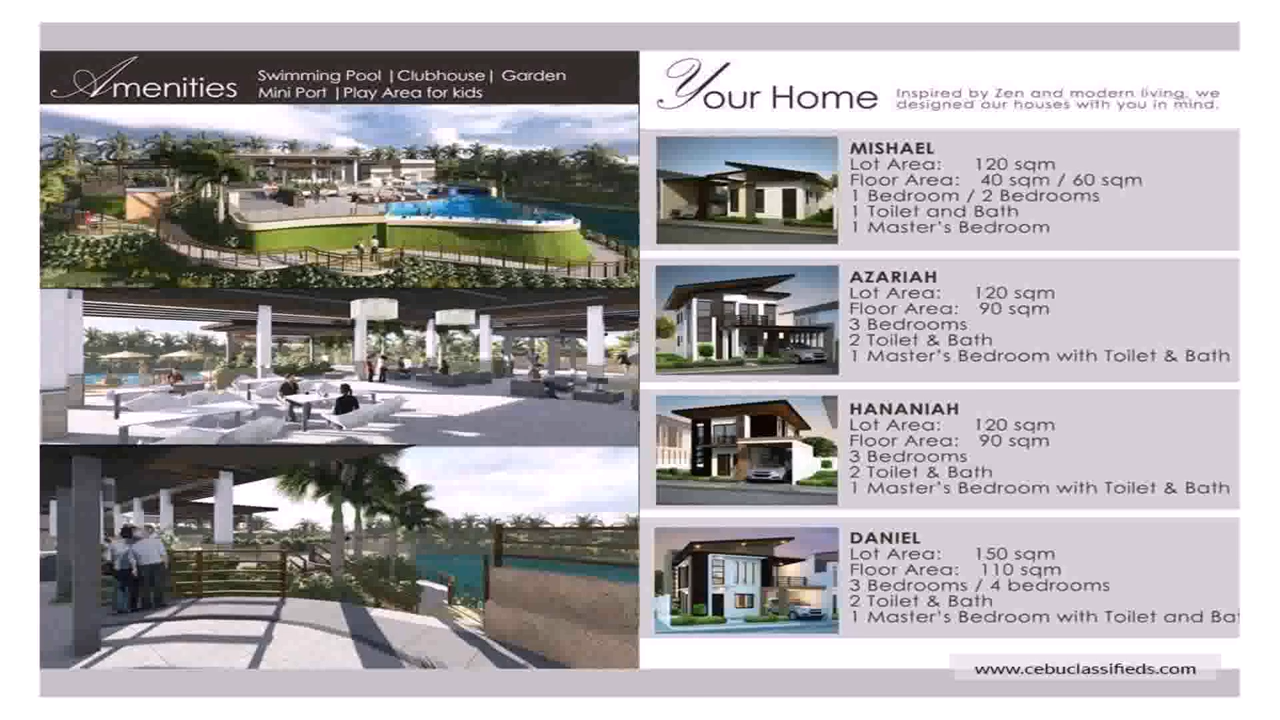 Amenities
Swimming Pool | Clubhouse | Garden
Mini Port | Play Area for kids
Your Home
Inspired by Zen and modern living, we
designed our houses with you in mind.
MISHAEL
Lot Area: 120 sqm
Floor Area: 40 sqm / 60 sqm
1 Bedroom / 2 Bedrooms
1 Toilet and Bath
1 Master's Bedroom
AZARIAH
Lot Area: 120 sqm
Floor Area: 90 sqm
3 Bedrooms
2 Toilet & Bath
1 Master's Bedroom with Toilet & Bath
HANANIAH
Lot Area: 120 sqm
Floor Area: 90 sqm
3 Bedrooms
2 Toilet & Bath
1 Master's Bedroom with Toilet & Bath
DANIEL
Lot Area: 150 sqm
Floor Area: 110 sqm
3 Bedrooms / 4 bedrooms
2 Toilet & Bath
1 Master's Bedroom with Toilet and Bat
www.cebuclassifieds.com